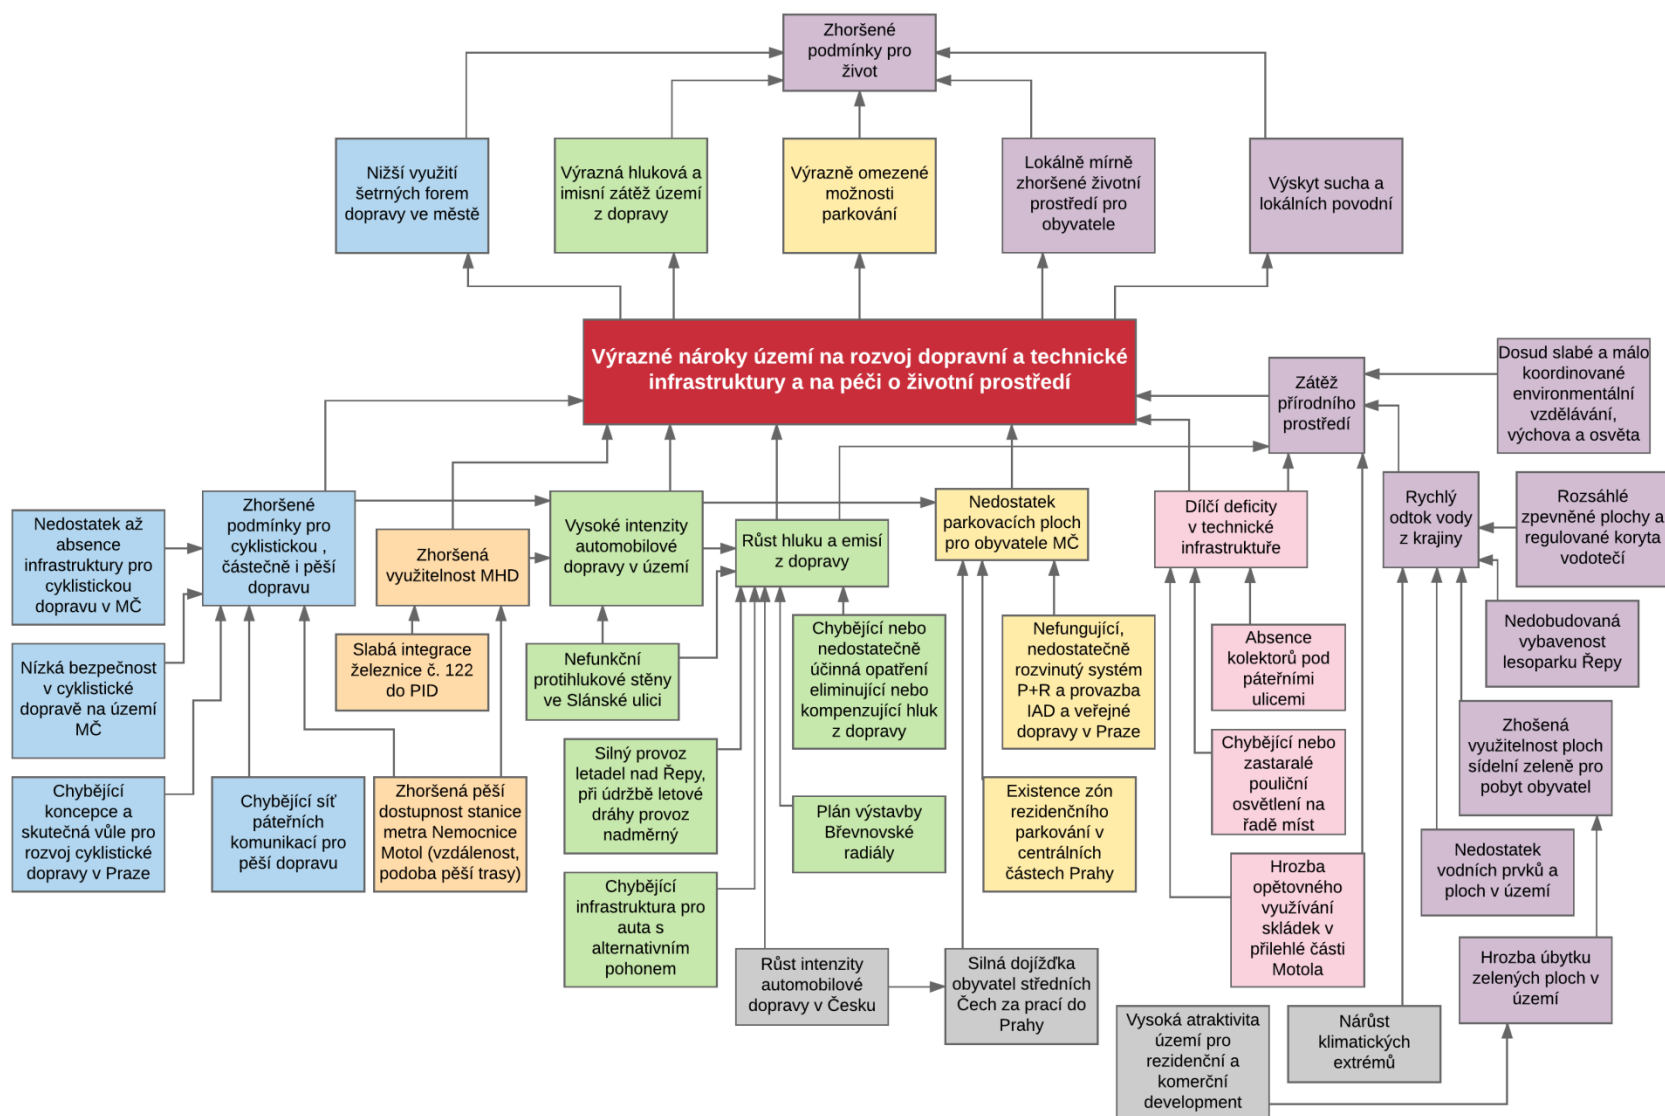 Zhoršené
podmínky pro
život
Nižší využití
šetrných forem
dopravy ve městě
Výrazná hluková a
imisní zátěž území
z dopravy
Výrazně omezené
možnosti
parkování
Lokálně mírně
zhoršené životní
prostředí pro
obyvatele
Výskyt sucha a
lokálních povodní
Výrazné nároky území na rozvoj dopravní a technické
infrastruktury a na péči o životní prostředí
Zátěž
přírodního
prostředí
Dosud slabé a málo
koordinované
environmentální
vzdělávání,
výchova a osvěta
Nedostatek až
absence
infrastruktury pro
cyklistickou
dopravu v MČ
Zhoršené
podmínky pro
cyklistickou ,
částečně i pěší
dopravu
Zhoršená
využitelnost MHD
Vysoké intenzity
automobilové
dopravy v území
Růst hluku a emisí
z dopravy
Nedostatek
parkovacích ploch
pro obyvatele MČ
Dílčí deficity
v technické
infrastruktuře
Rychlý
odtok vody
z krajiny
Rozsáhlé
zpevněné plochy a
regulované koryta
vodotečí
Nízká bezpečnost
v cyklistické
dopravě na území
MČ
Slabá integrace
železnice č. 122
do PID
Nefunkční
protihlukové stěny
ve Slánské ulici
Chybějící nebo
nedostatečně
účinná opatření
eliminující nebo
kompenzující hluk
z dopravy
Nefungující,
nedostatečně
rozvinutý systém
P+R a provazba
IAD a veřejné
dopravy v Praze
Absence
kolektorů pod
páteřními
ulicemi
Nedobudovaná
vybavenost
lesoparku Řepy
Chybějící
koncepce a
skutečná vůle pro
rozvoj cyklistické
dopravy v Praze
Chybějící síť
páteřních
komunikací pro
pěší dopravu
Zhoršená pěší
dostupnost stanice
metra Nemocnice
Motol (vzdálenost,
podoba pěší trasy)
Silný provoz
letadel nad Řepy,
při údržbě letové
dráhy provoz
nadměrný
Plán výstavby
Břevnovské
radiály
Existence zón
rezidenčního
parkování v
centrálních
částech Prahy
Chybějící nebo
zastaralé
pouliční
osvětlení na
řadě míst
Zhošená
využitelnost ploch
sídelní zeleně pro
pobyt obyvatel
Nedostatek
vodních prvků a
ploch v území
Chybějící
infrastruktura pro
auta s
alternativním
pohonem
Růst intenzity
automobilové
dopravy v Česku
Silná dojížďka
obyvatel středních
Čech za prací do
Prahy
Hrozba
opětovného
využívání
skládek v
přilehlé části
Motola
Hrozba úbytku
zelených ploch v
území
Vysoká atraktivita
území pro
rezidenční a
komerční
development
Nárůst
klimatických
extrémů